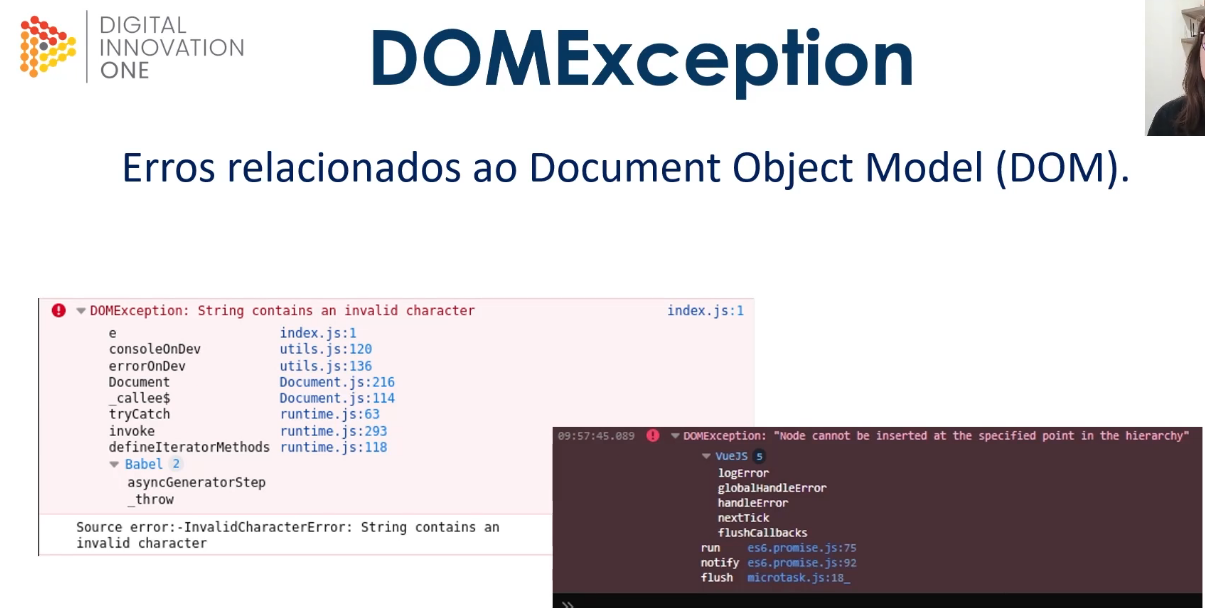 DIGITAL
INNOVATION
ONE
DOMException
Erros relacionados ao Document Object Model (DOM).
DOMException: String contains an invalid character index.js:1
e index.js:1
consoleOnDev utils.js:120
errorOnDev utils.js:136
Document Document.js:216
_callee$ Document.js:114
tryCatch runtime.js:63
invoke runtime.js:293
defineIteratorMethods runtime.js:118
Babel 2
asyncGeneratorStep
_throw
Source error:-InvalidCharacterError: String contains an
invalid character
09:57:45.089 DOMException: "Node cannot be inserted at the specified point in the hierarchy"
VueJS 5
logError
globalHandleError
handleError
nextTick
flushCallbacks
run es6.promise.js:75
notify es6.promise.js:92
flush microtask.js:18_
»